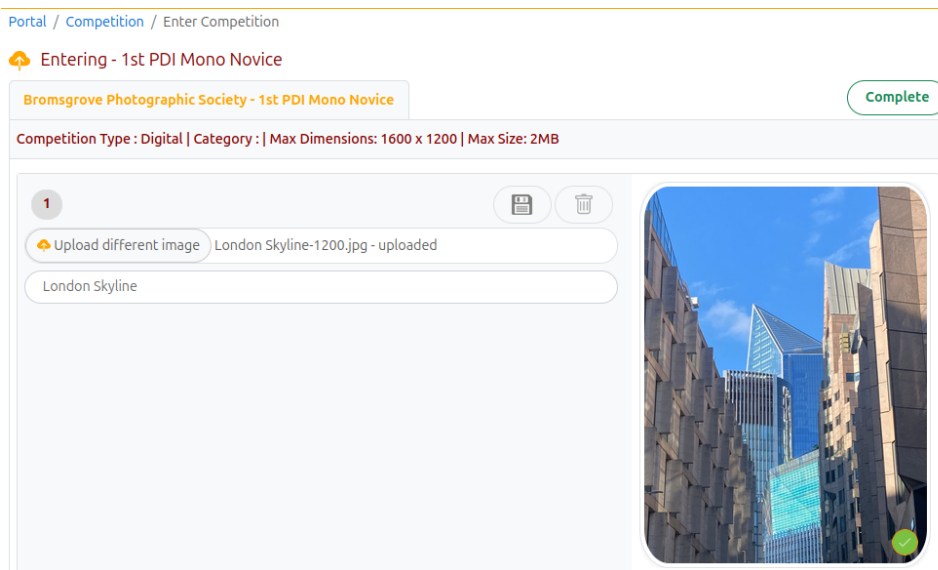 Portal / Competition / Enter Competition
Entering - 1st PDI Mono Novice
Bromsgrove Photographic Society - 1st PDI Mono Novice
Complete
Competition Type : Digital | Category : | Max Dimensions: 1600 x 1200 | Max Size: 2MB
1
Upload different image London Skyline-1200.jpg - uploaded
London Skyline